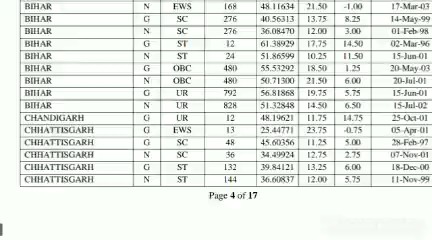 BIHAR N EWS 168 48.11634 21.50 -1.00 17-Mar-03
BIHAR G SC 276 40.56313 13.75 8.25 14-May-99
BIHAR N SC 276 36.08470 12.00 3.00 01-Feb-98
BIHAR G ST 12 61.38929 17.75 14.50 02-Mar-96
BIHAR N ST 24 51.86599 10.25 11.50 15-Jun-01
BIHAR G OBC 480 55.53292 18.50 1.25 20-May-03
BIHAR N OBC 480 50.71300 21.50 6.00 20-Jul-01
BIHAR G UR 792 56.81868 19.75 5.75 15-Jun-01
BIHAR N UR 828 51.32848 14.50 6.50 15-Jul-02
CHANDIGARH G UR 12 48.19621 11.75 14.75 25-Oct-01
CHHATTISGARH G EWS 13 25.44771 23.75 -0.75 05-Apr-01
CHHATTISGARH G SC 48 45.60356 11.25 5.00 28-Feb-97
CHHATTISGARH N SC 36 34.49924 12.75 2.75 07-Nov-01
CHHATTISGARH G ST 132 39.84121 13.25 6.00 18-Dec-00
CHHATTISGARH N ST 144 36.60837 12.00 5.75 11-Nov-99
Page 4 of 17